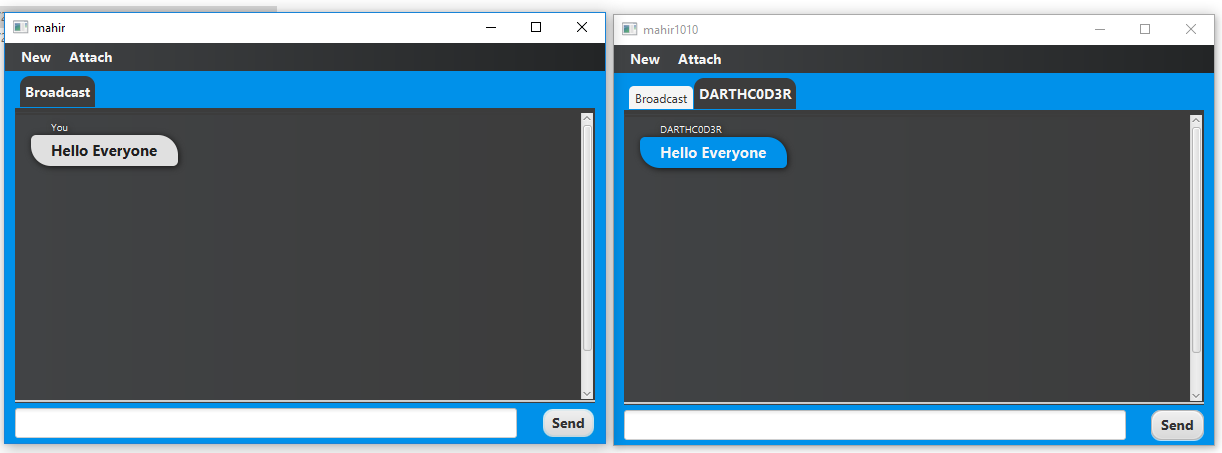 mahir
New Attach
Broadcast
You
Hello Everyone
Send
mahir1010
New Attach
Broadcast DARTHC0D3R
DARTHC0D3R
Hello Everyone
Send